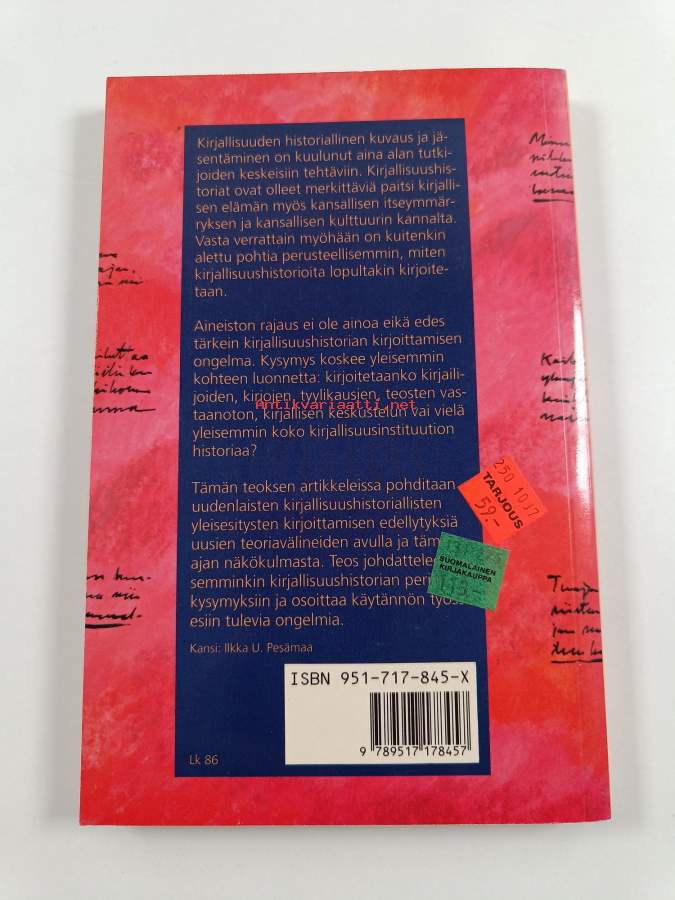 Kirjallisuuden historiallinen kuvaus ja jä-
sentäminen on kuulunut aina alan tutki-
joiden keskeisiin tehtäviin. Kirjallisuushis-
toriat ovat olleet merkittäviä paitsi kirjalli-
sen elämän myös kansallisen itseymmär-
ryksen ja kansallisen kulttuurin kannalta.
Vasta verrattain myöhään on kuitenkin
alettu pohtia perusteellisemmin, miten
kirjallisuushistorioita lopultakin kirjoite-
taan.
Aineiston rajaus ei ole ainoa eikä edes
tärkein kirjallisuushistorian kirjoittamisen
ongelma. Kysymys koskee yleisemmin
kohteen luonnetta: kirjoitetaanko kirjaili-
joiden, kirjojen, tyylikausien, teosten vas-
taanoton, kirjallisen keskustelun vai vielä
yleisemmin koko kirjallisuusinstituution
historiaa?
Antikvariaatti.net
Tämän teoksen artikkeleissa pohditaan
uudenlaisten kirjallisuushistoriallisten
yleisesitysten kirjoittamisen edellytyksiä
uusien teoriavälineiden avulla ja
ajan näkökulmasta. Teos
semminkin kirjallisuushistorian
kysymyksiin ja osoittaa käytännön
esiin tulevia ongelmia.
Kansi: Ilkka U. Pesämaa
250 1017
TARJOUS
59.-
SUOMALAINEN
KIRJAKAUPPA
ISBN 951-717-845-X
9 789517 178457
Lk 86